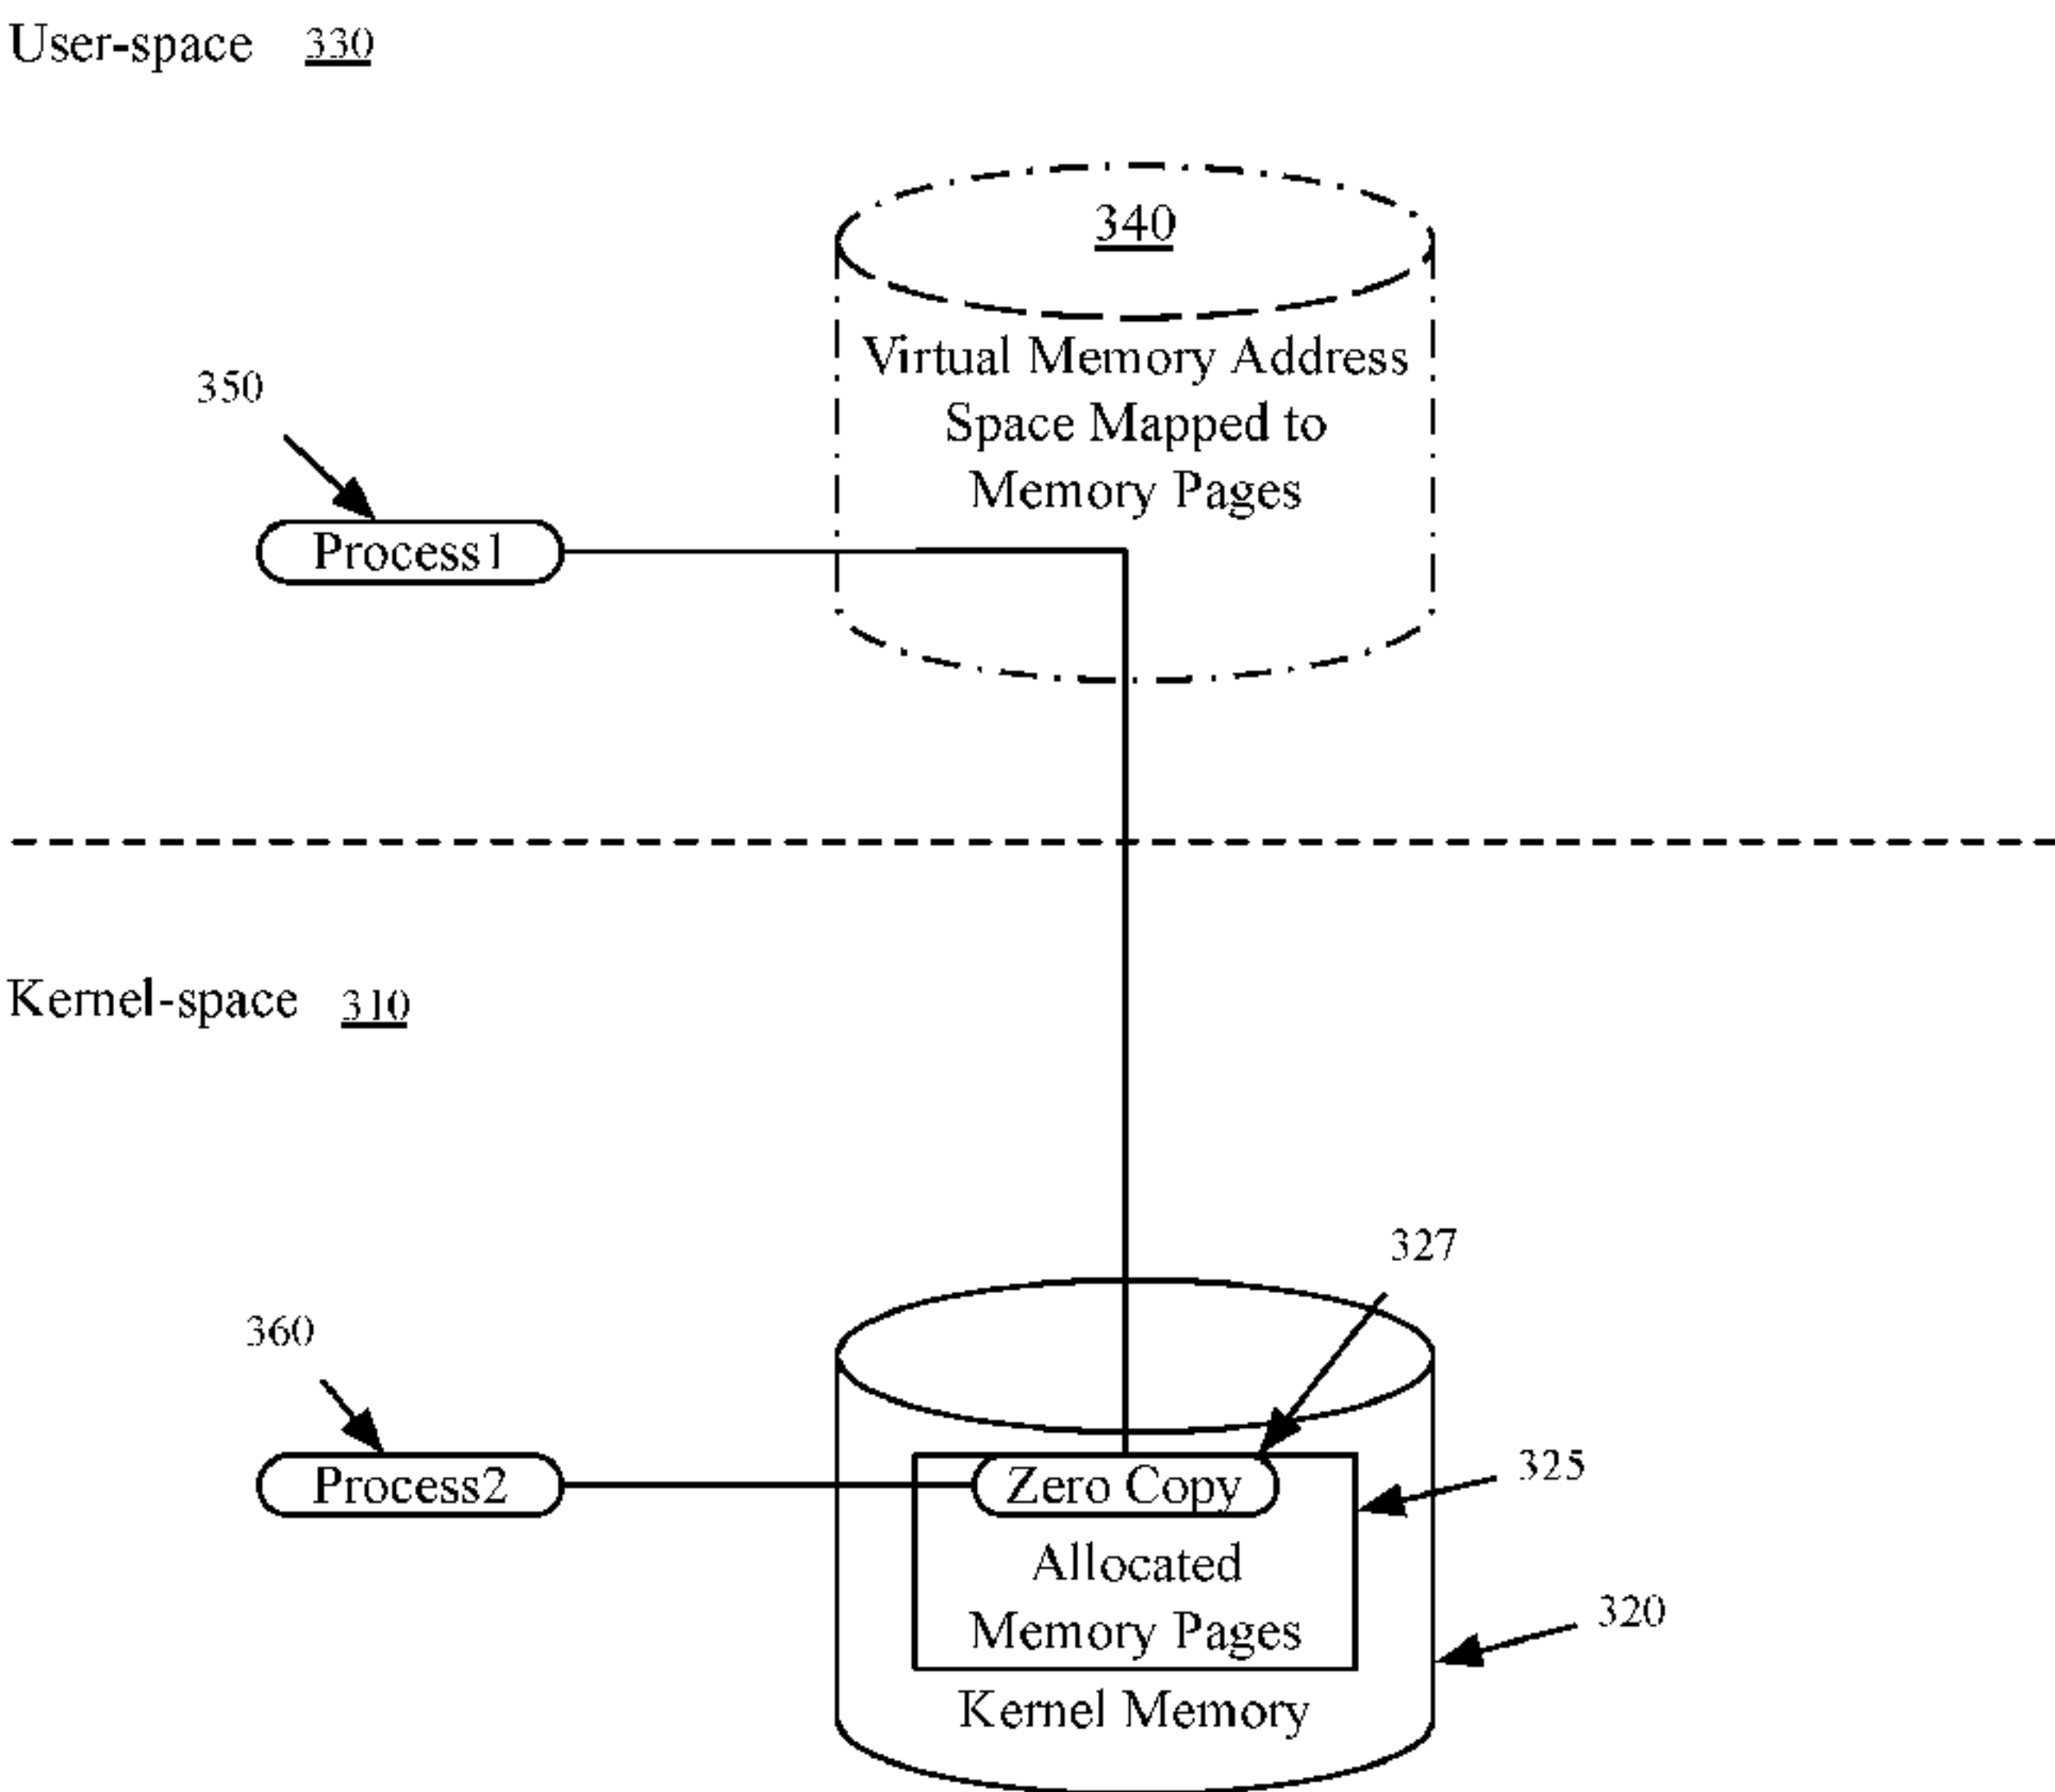 User-space 330
340
Virtual Memory Address
Space Mapped to
Memory Pages
350
Process1
Kernel-space 310
327
360
Process2
Zero Copy
325
Allocated
Memory Pages
320
Kernel Memory